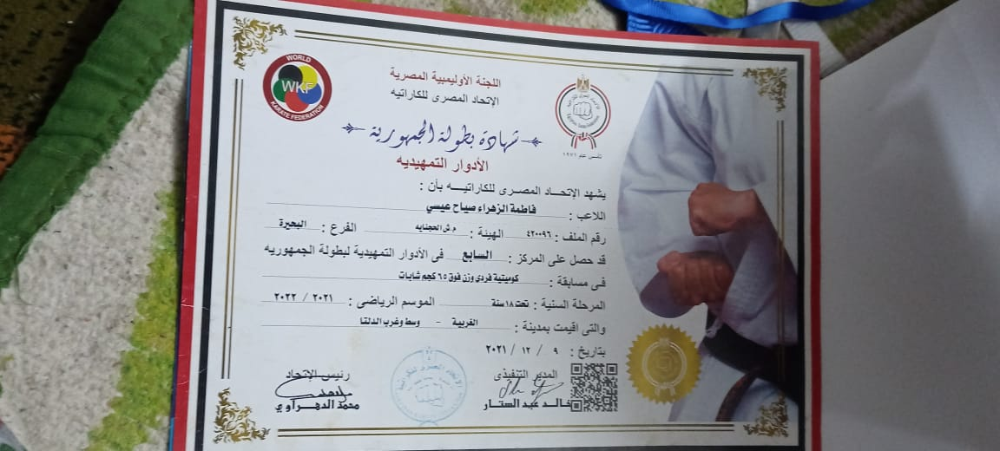 WORLD
WKF
KARATE FEDERATION
اللجنة الأوليمبية المصرية
الإتحاد المصرى للكاراتيه
تأسس عام ١٩٧١
شهادة بطولة الجمهورية
الأدوار التمهيديه
يشهد الإتحاد المصرى للكاراتيه بأن :
اللاعب : فاطمة الزهراء صباح عيسي
رقم الملف : ٤٢٠٠٩٦ الهيئة : م.ش الجنابه الفرع : البحيرة
قد حصل على المركز : السابع فى الأدوار التمهيدية لبطولة الجمهوريه
فى مسابقة : كوميتية فردى وزن فوق ٦٥ كجم شابات
المرحلة السنية : تحت ١٨ سنة الموسم الرياضى : ٢٠٢١ / ٢٠٢٢
والتى اقيمت بمدينة : الغربية - وسط وغرب الدلتا
بتاريخ : ٩ / ١٢ / ٢٠٢١
المدير التنفيذى
خالد عبد الستار
رئيس الإتحاد
محمد الدهراوي